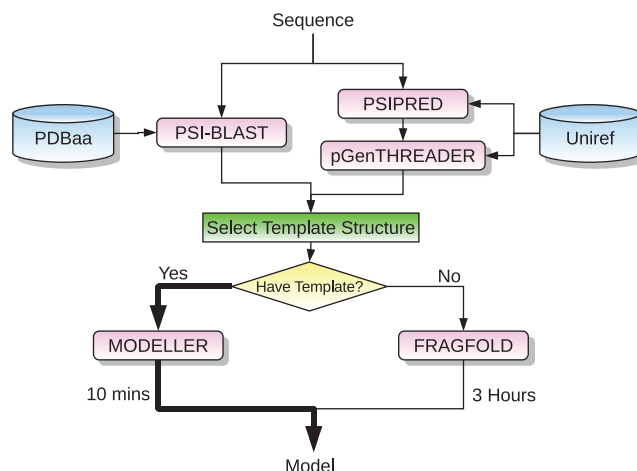 Sequence
PSIPRED
PDBaa
PSI-BLAST
Uniref
pGenTHREADER
Select Template Structure
Yes
Have Template?
No
MODELLER
FRAGFOLD
10 mins
3 Hours
Model